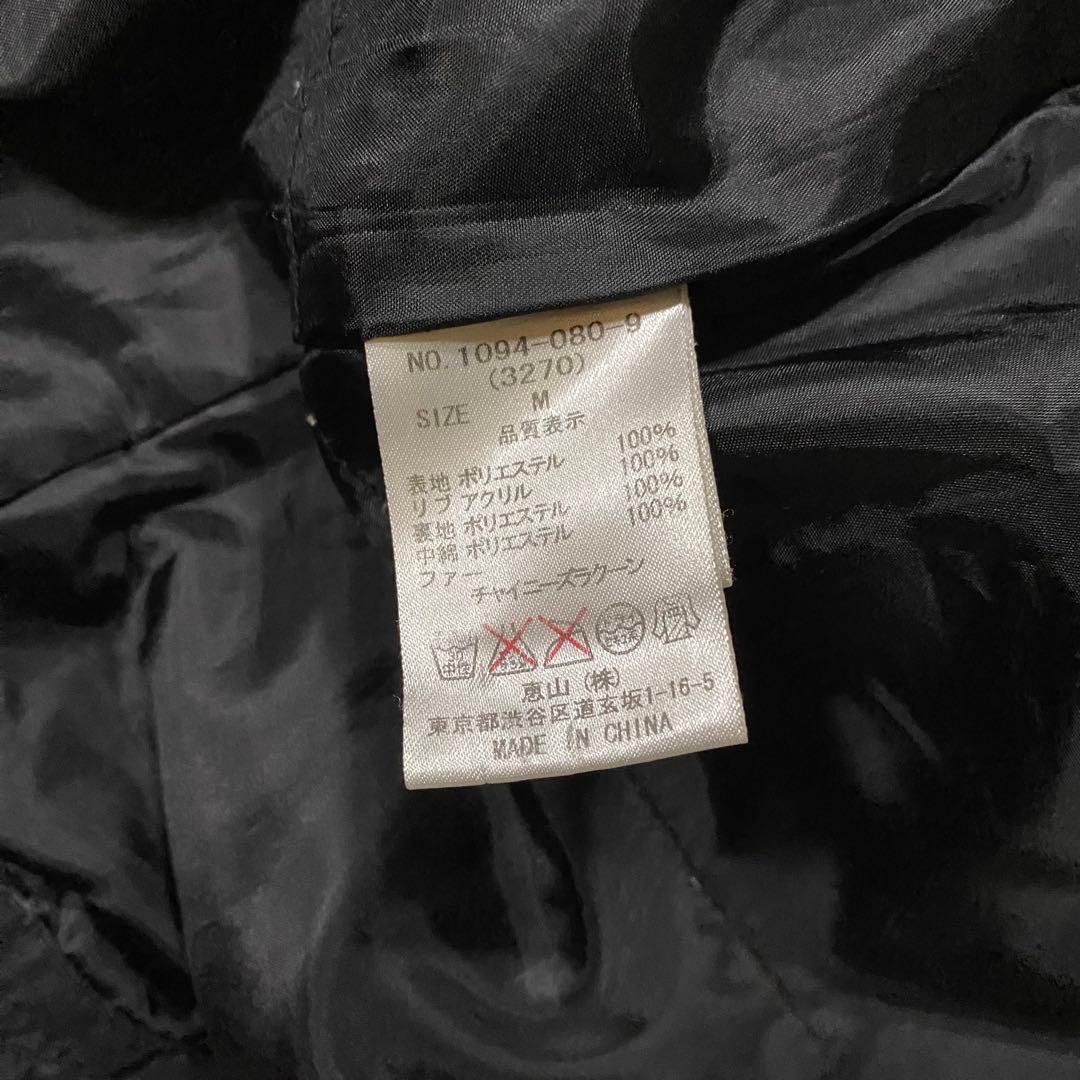 NO. 1094-080-9
(3270)
SIZE M
品質表示
表地 ポリエステル 100%
リブ アクリル 100%
裏地 ポリエステル 100%
中綿 ポリエステル 100%
ファー
チャイニーズラクーン
恵山(株)
東京都渋谷区道玄坂1-16-5
MADE IN CHINA